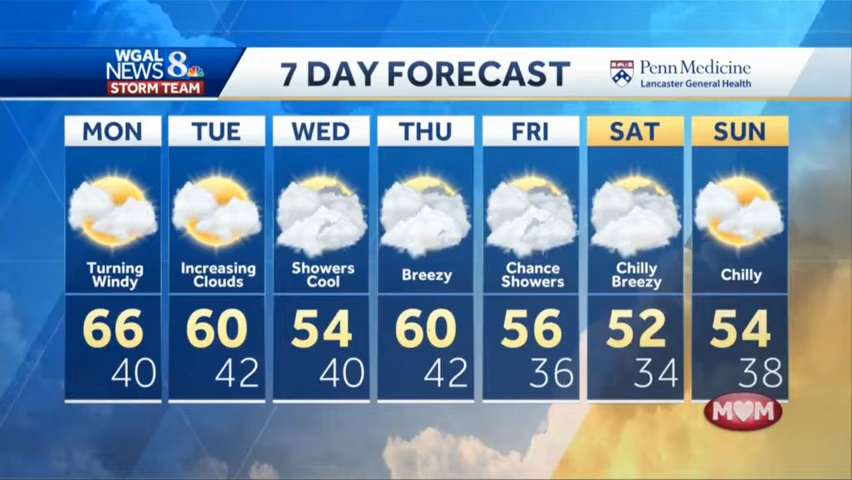 WGAL
NEWS 8
STORM TEAM
7 DAY FORECAST
Penn Medicine
Lancaster General Health
MON TUE WED THU FRI SAT SUN
Turning Windy
Increasing Clouds
Showers Cool
Breezy
Chance Showers
Chilly Breezy
Chilly
66 60 54 60 56 52 54
40 42 40 42 36 34 38
M♥M